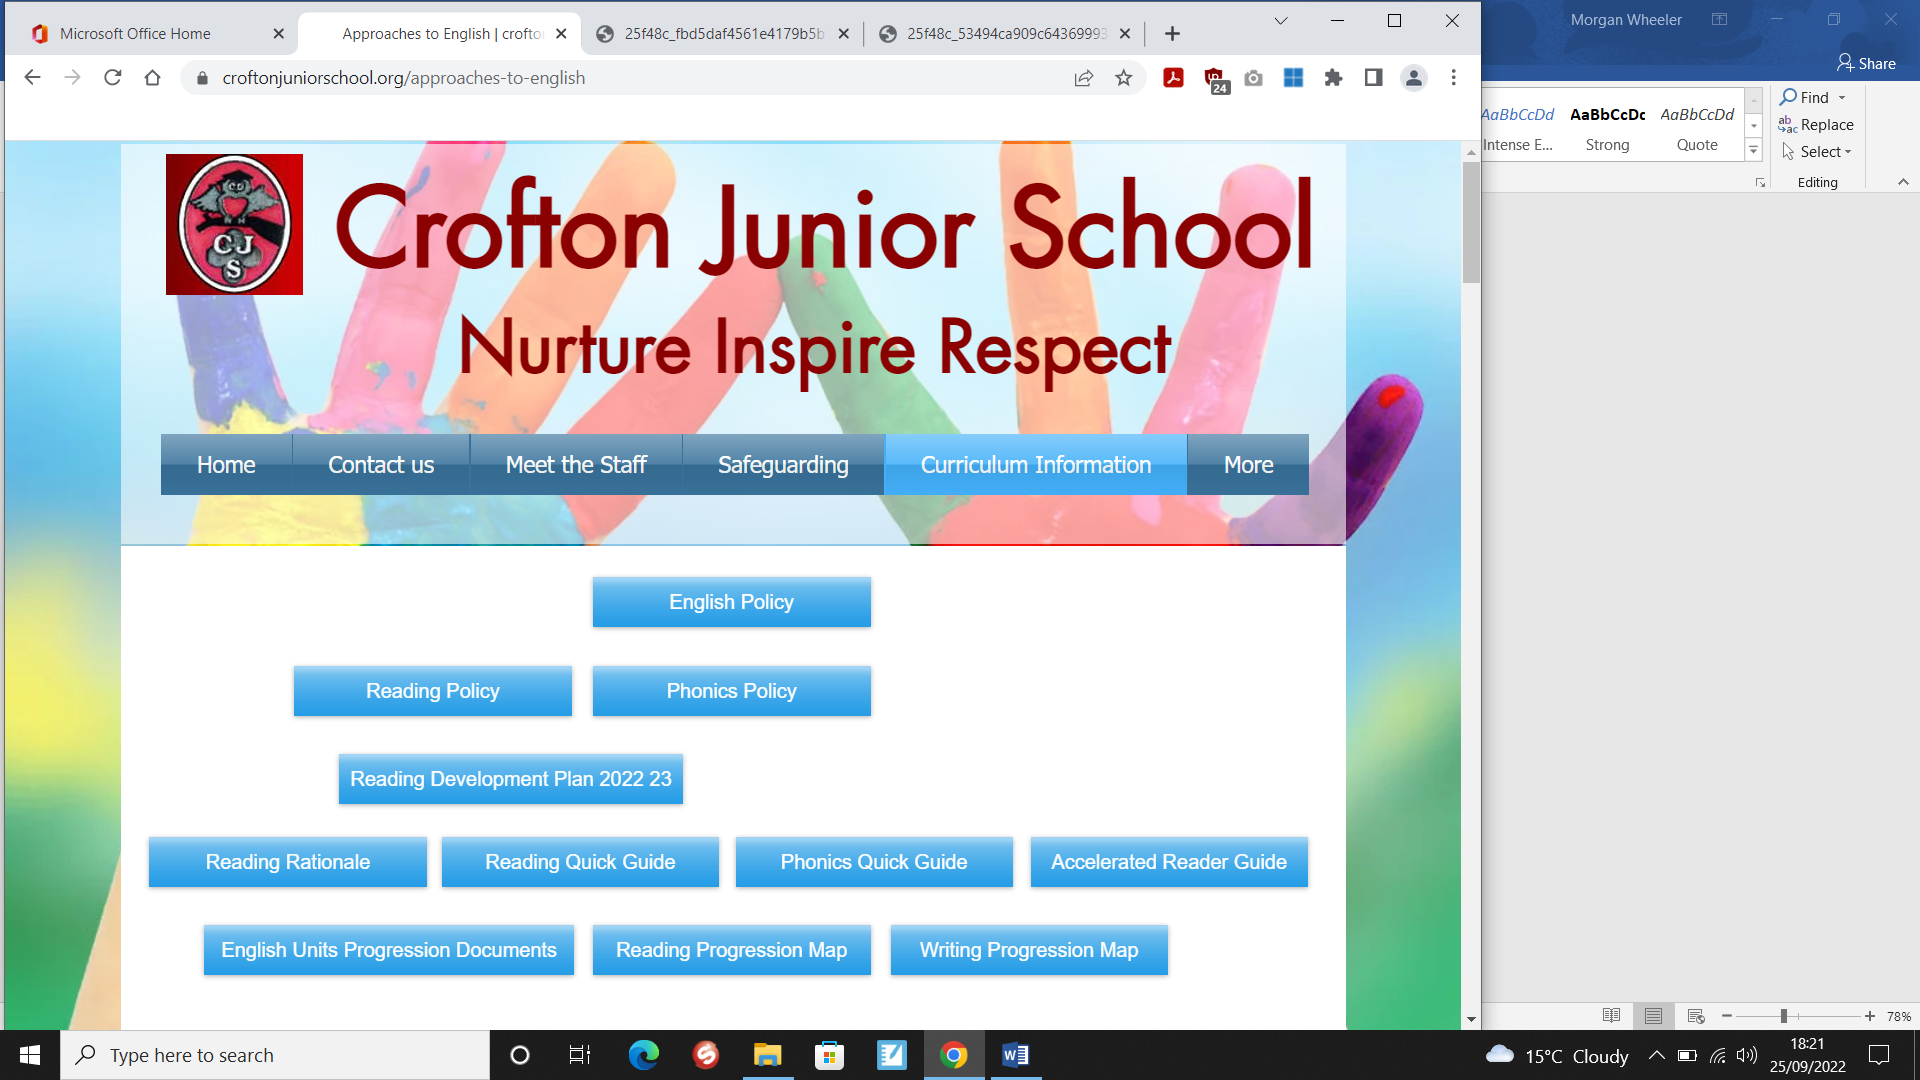 Microsoft Office Home
Approaches to English | crofto
25f48c_fbd5daf4561e4179b5b
25f48c_53494ca909c64369993
Morgan Wheeler
croftonjuniorschool.org/approaches-to-english
24
Share
AaBbCcDd AaBbCcDc AaBbCcDd
Intense E... Strong Quote
Find
Replace
Select
Editing
CJS
Crofton Junior School
Nurture Inspire Respect
Home Contact us Meet the Staff Safeguarding Curriculum Information More
English Policy
Reading Policy Phonics Policy
Reading Development Plan 2022 23
Reading Rationale Reading Quick Guide Phonics Quick Guide Accelerated Reader Guide
English Units Progression Documents Reading Progression Map Writing Progression Map
78%
Type here to search
15°C Cloudy
18:21
25/09/2022